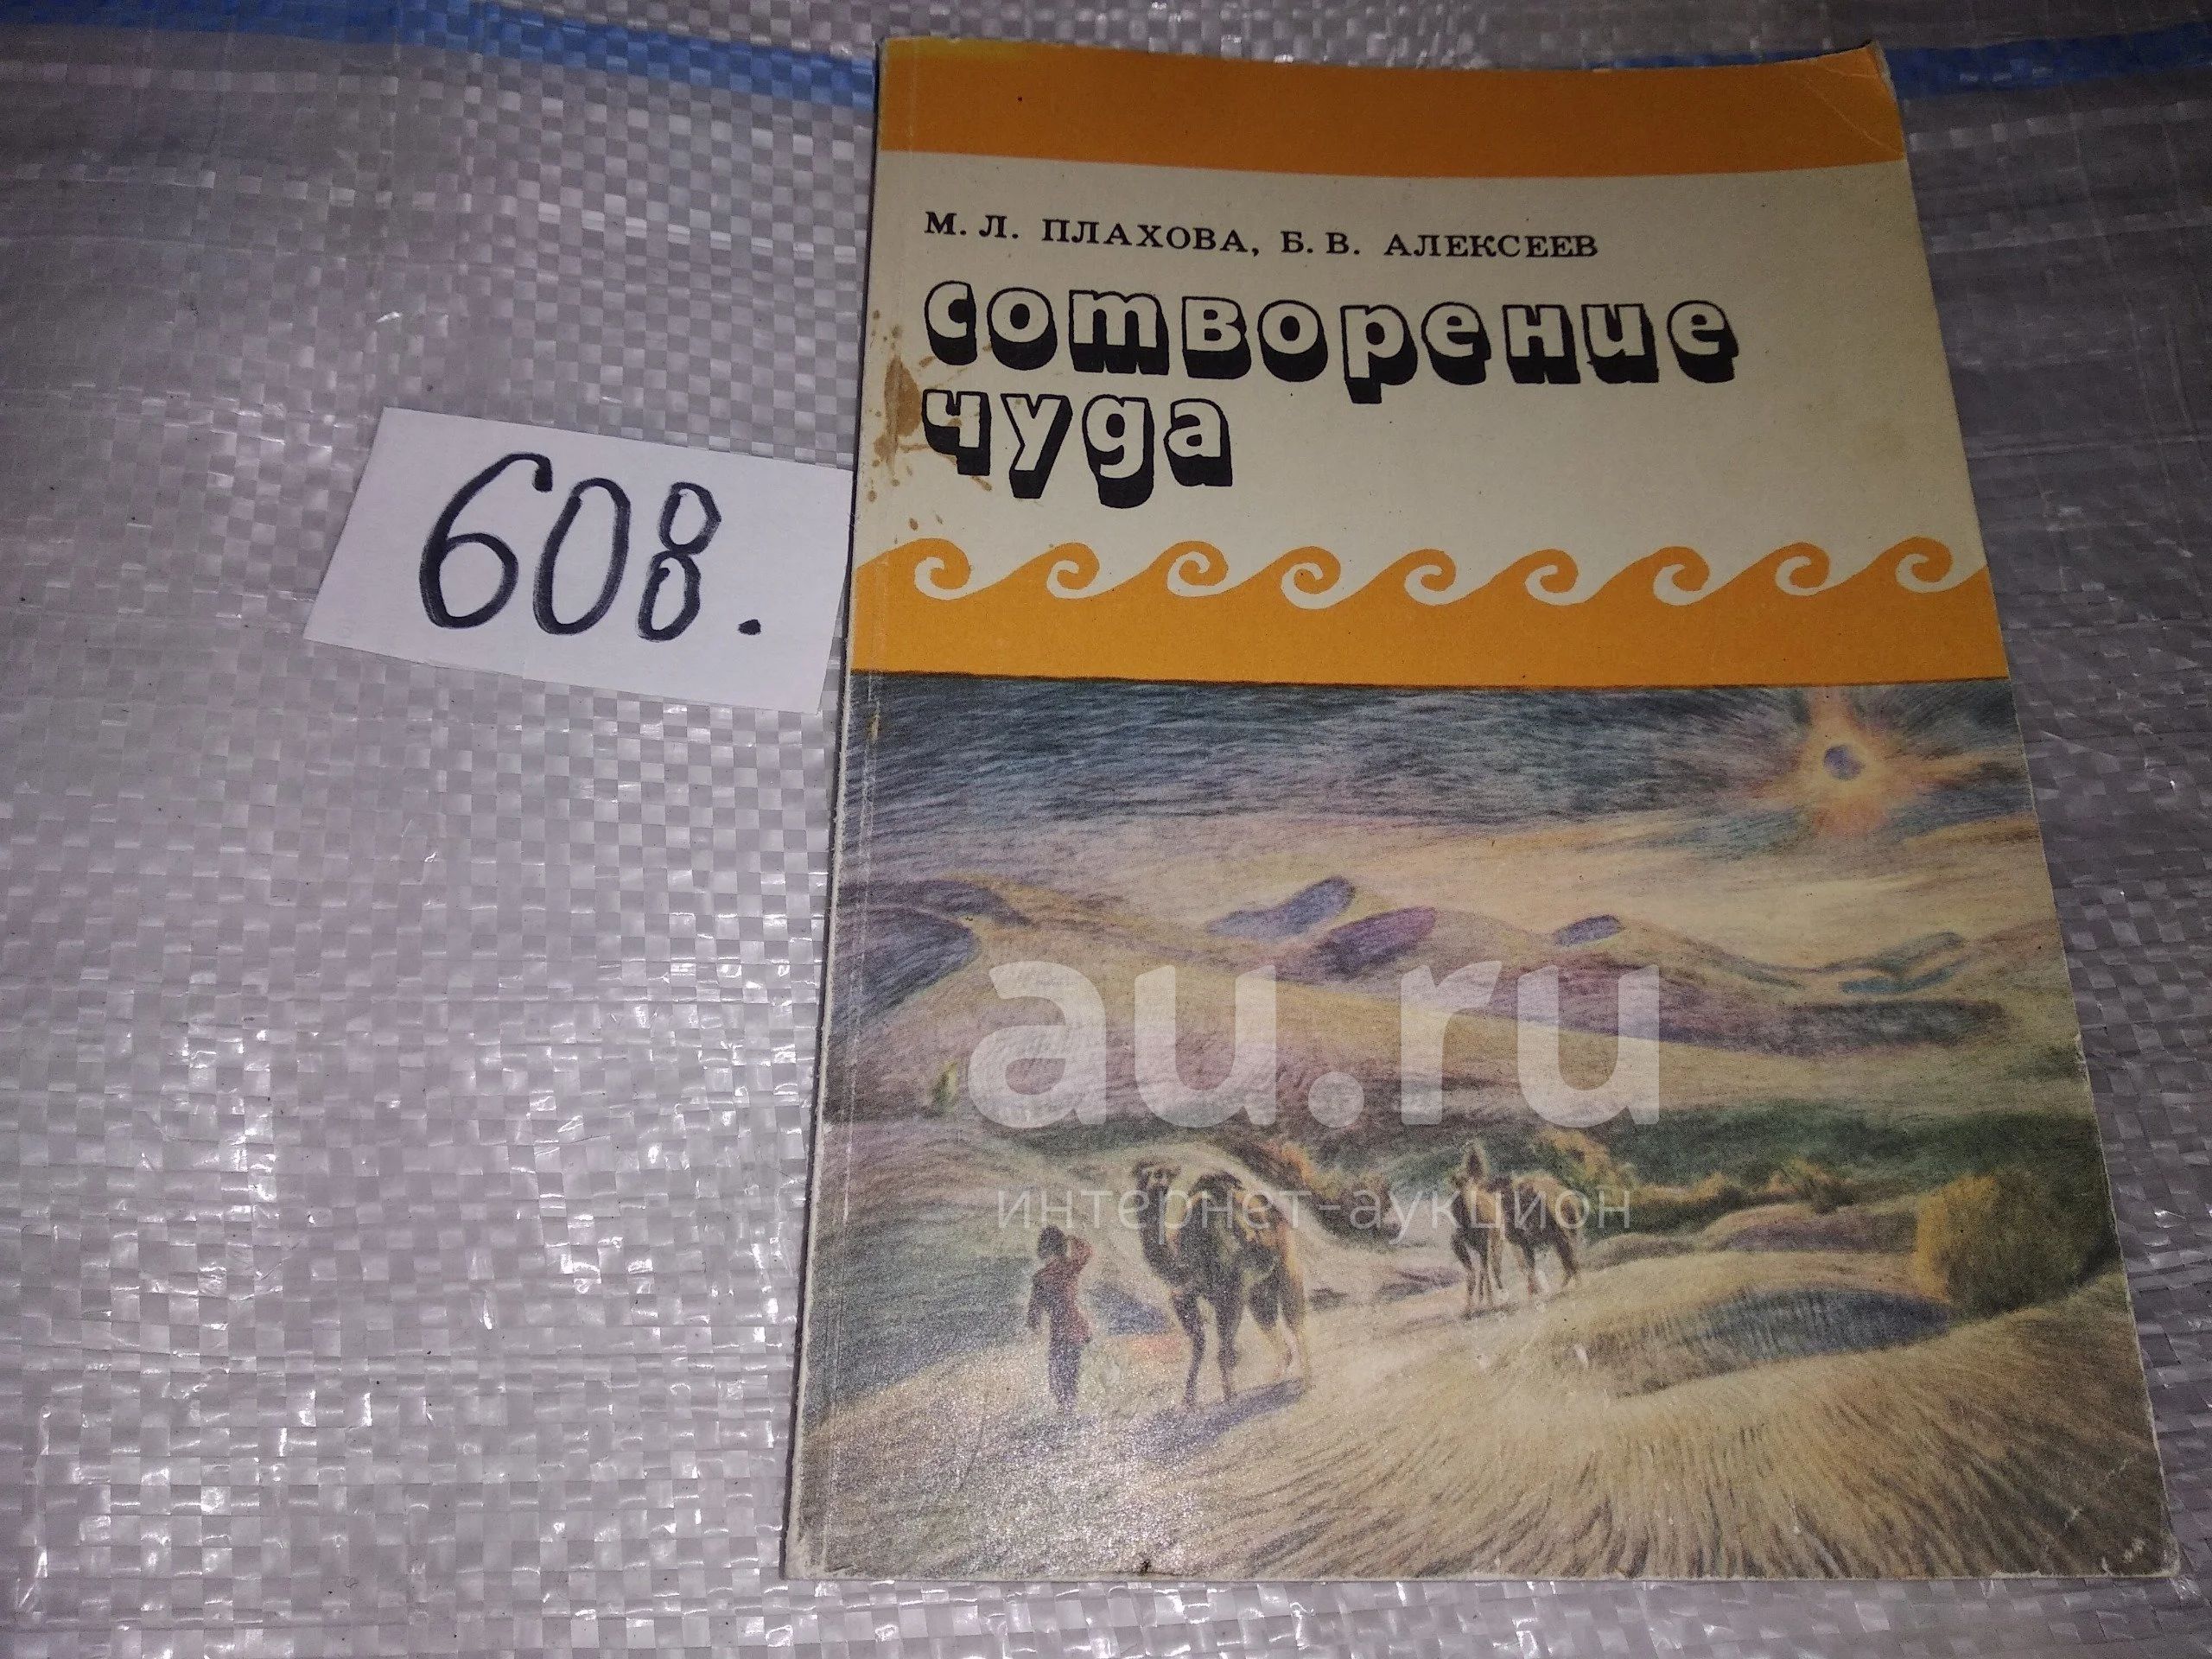 М. Л. ПЛАХОВА, Б. В. АЛЕКСЕЕВ
сотворение
чуда
608.
au.ru
интернет-аукцион